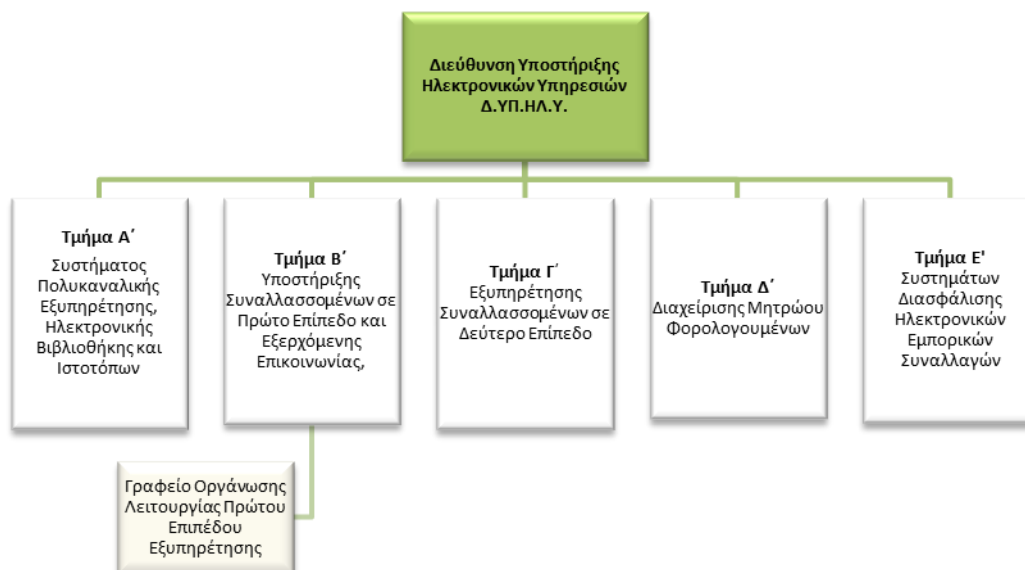 Διεύθυνση Υποστήριξης
Ηλεκτρονικών Υπηρεσιών
Δ.ΥΠ.ΗΛ.Υ.
Τμήμα Α΄
Συστήματος
Πολυκαναλικής
Εξυπηρέτησης,
Ηλεκτρονικής
Βιβλιοθήκης και
Ιστοτόπων
Τμήμα Β΄
Υποστήριξης
Συναλλασσομένων σε
Πρώτο Επίπεδο και
Εξερχόμενης
Επικοινωνίας,
Τμήμα Γ΄
Εξυπηρέτησης
Συναλλασσομένων σε
Δεύτερο Επίπεδο
Τμήμα Δ΄
Διαχείρισης Μητρώου
Φορολογουμένων
Τμήμα Ε'
Συστημάτων
Διασφάλισης
Ηλεκτρονικών
Εμπορικών
Συναλλαγών
Γραφείο Οργάνωσης
Λειτουργίας Πρώτου
Επιπέδου
Εξυπηρέτησης